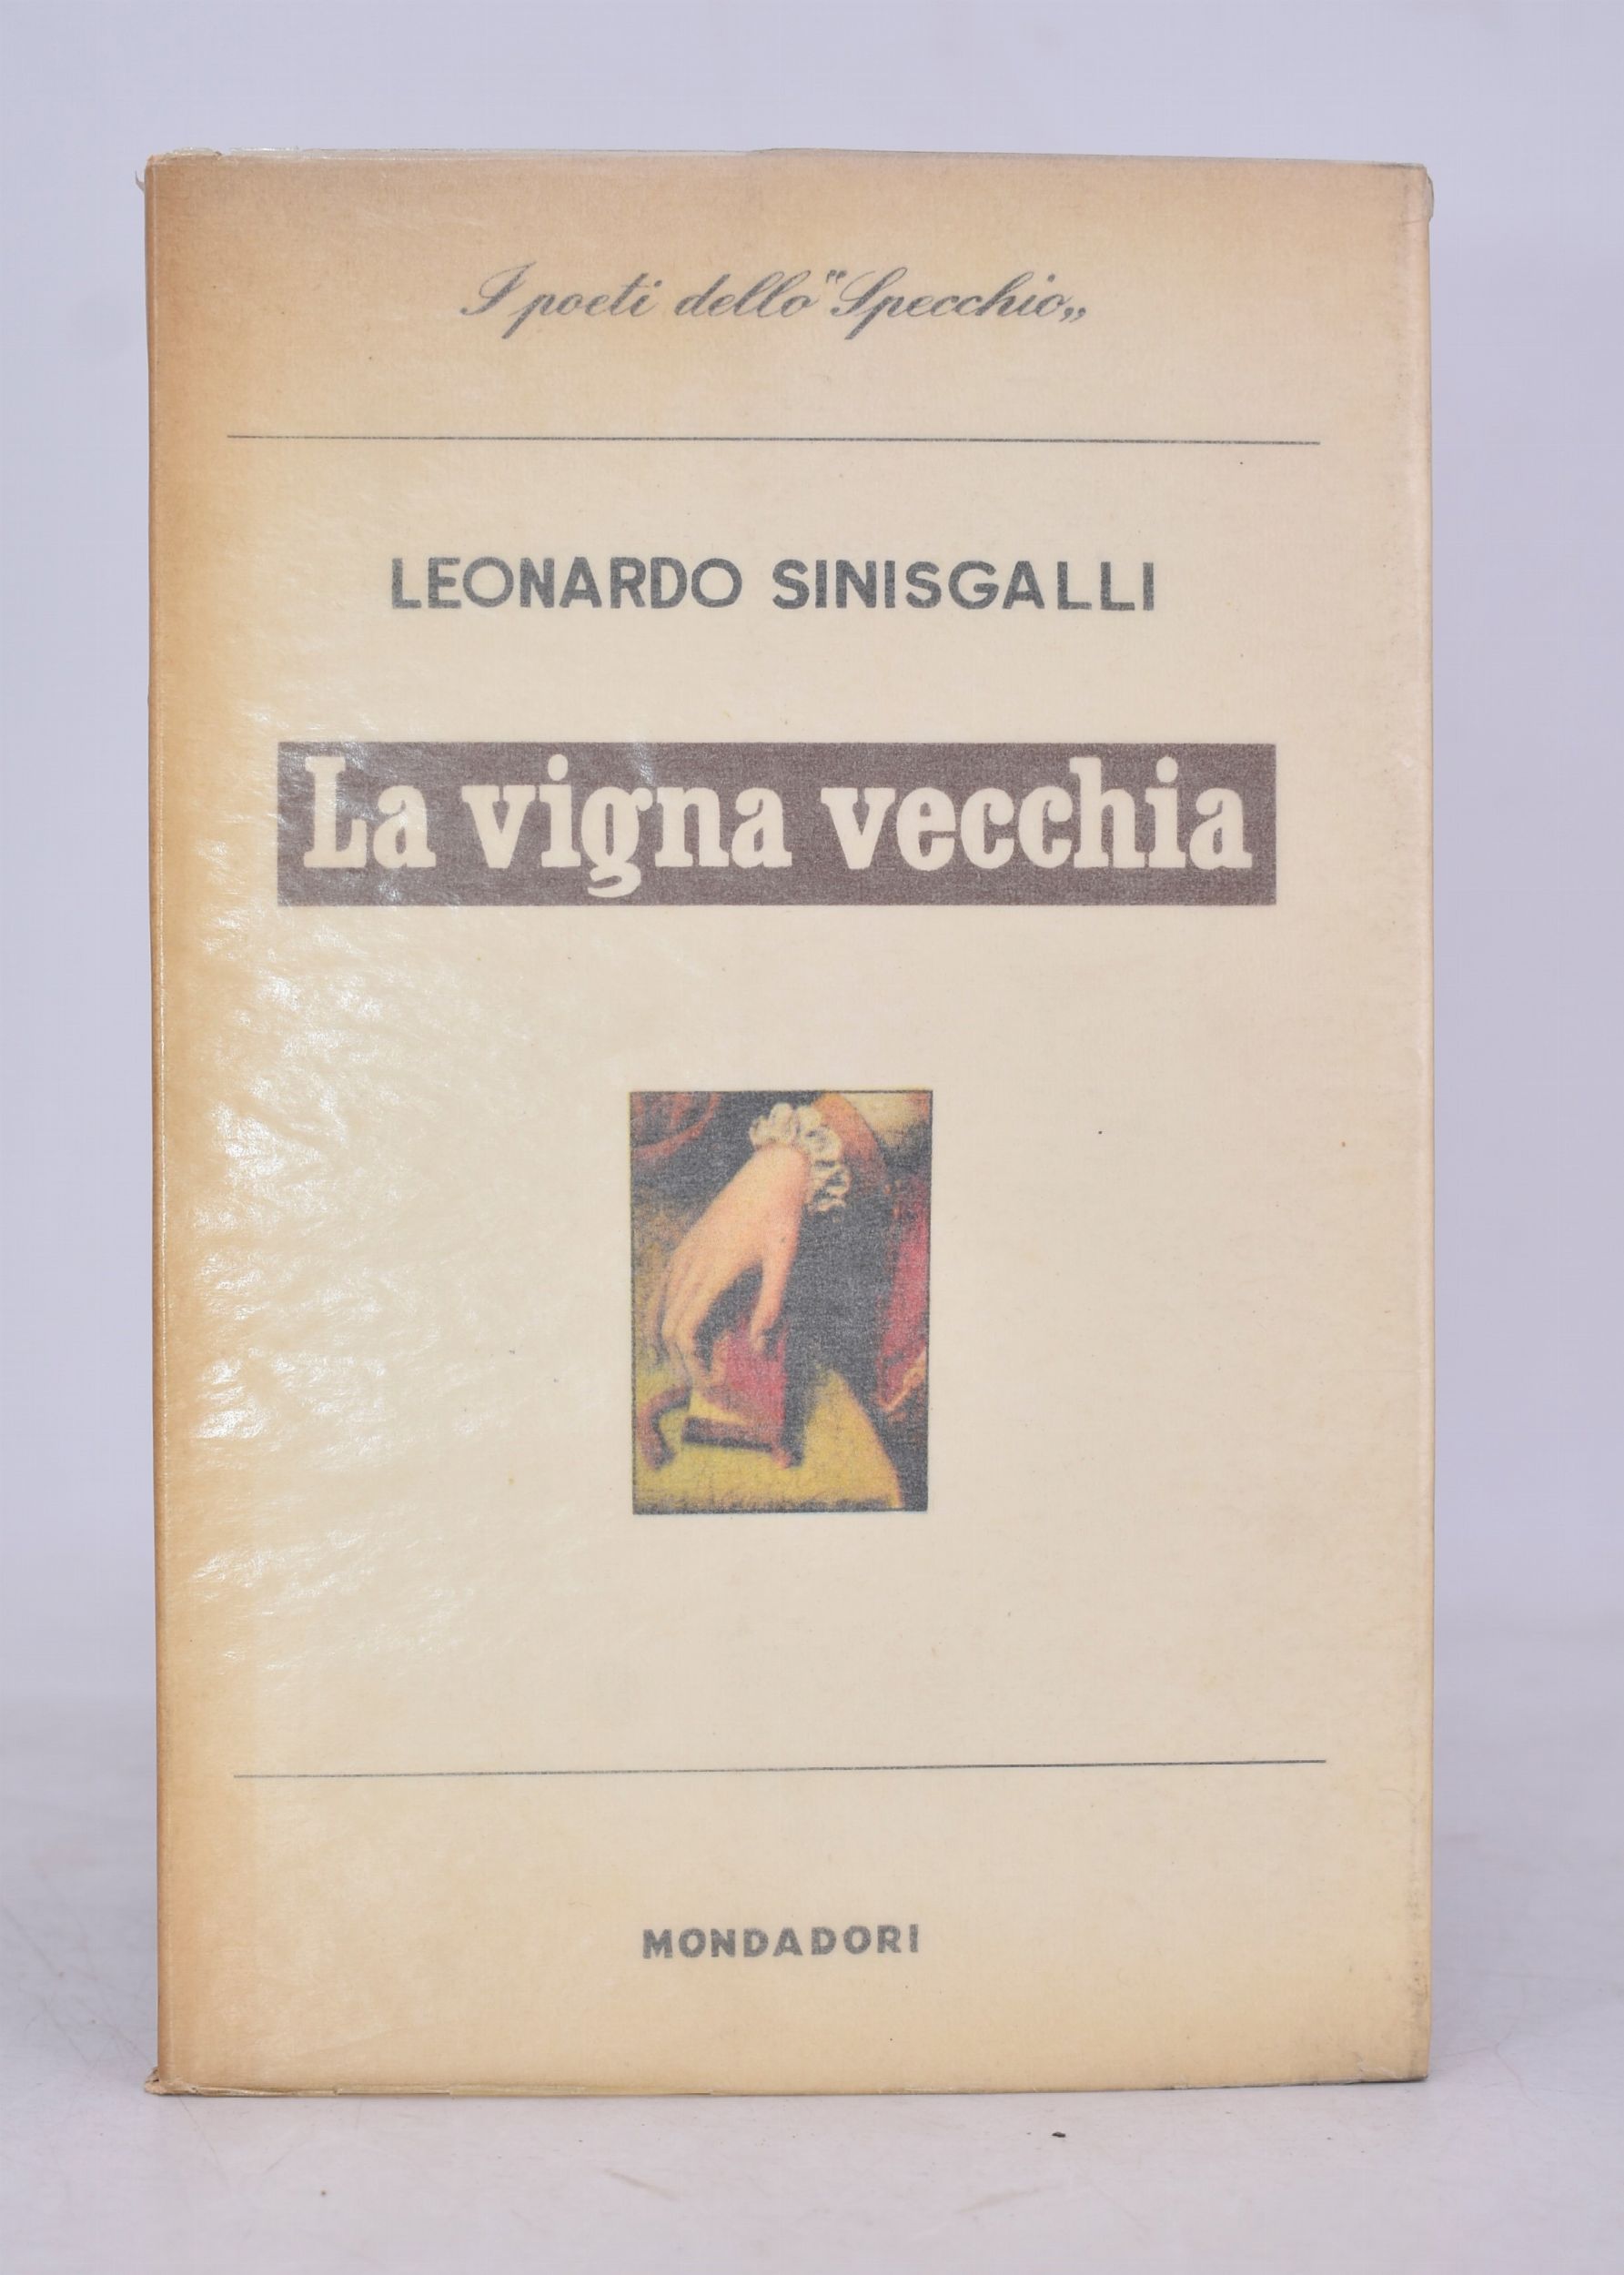 I poeti dello "Specchio„
LEONARDO SINISGALLI
La vigna vecchia
MONDADORI